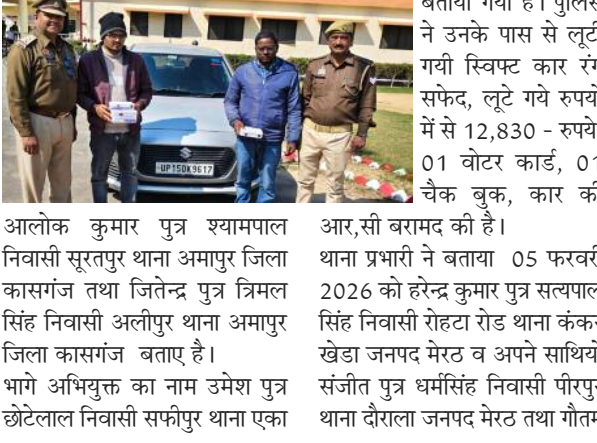 UP15DK9617
आलोक कुमार पुत्र श्यामपाल
निवासी सूरतपुर थाना अमापुर जिला
कासगंज तथा जितेन्द्र पुत्र त्रिमल
सिंह निवासी अलीपुर थाना अमापुर
जिला कासगंज बताए है।
भागे अभियुक्त का नाम उमेश पुत्र
छोटेलाल निवासी सफीपुर थाना एका
बताया गया है। पुलिस
ने उनके पास से लूटी
गयी स्विफ्ट कार रंग
सफेद, लूटे गये रुपयो
में से 12,830 - रुपये
01 वोटर कार्ड, 01
चैक बुक, कार की
आर,सी बरामद की है।
थाना प्रभारी ने बताया 05 फरवरी
2026 को हरेन्द्र कुमार पुत्र सत्यपाल
सिंह निवासी रोहटा रोड थाना कंकर
खेडा जनपद मेरठ व अपने साथियो
संजीत पुत्र धर्मसिंह निवासी पीरपुर
थाना दौराला जनपद मेरठ तथा गौतम